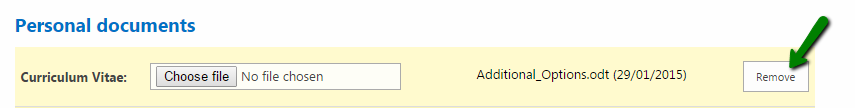 Personal documents
Curriculum Vitae: Choose file No file chosen Additional_Options.odt (29/01/2015) Remove